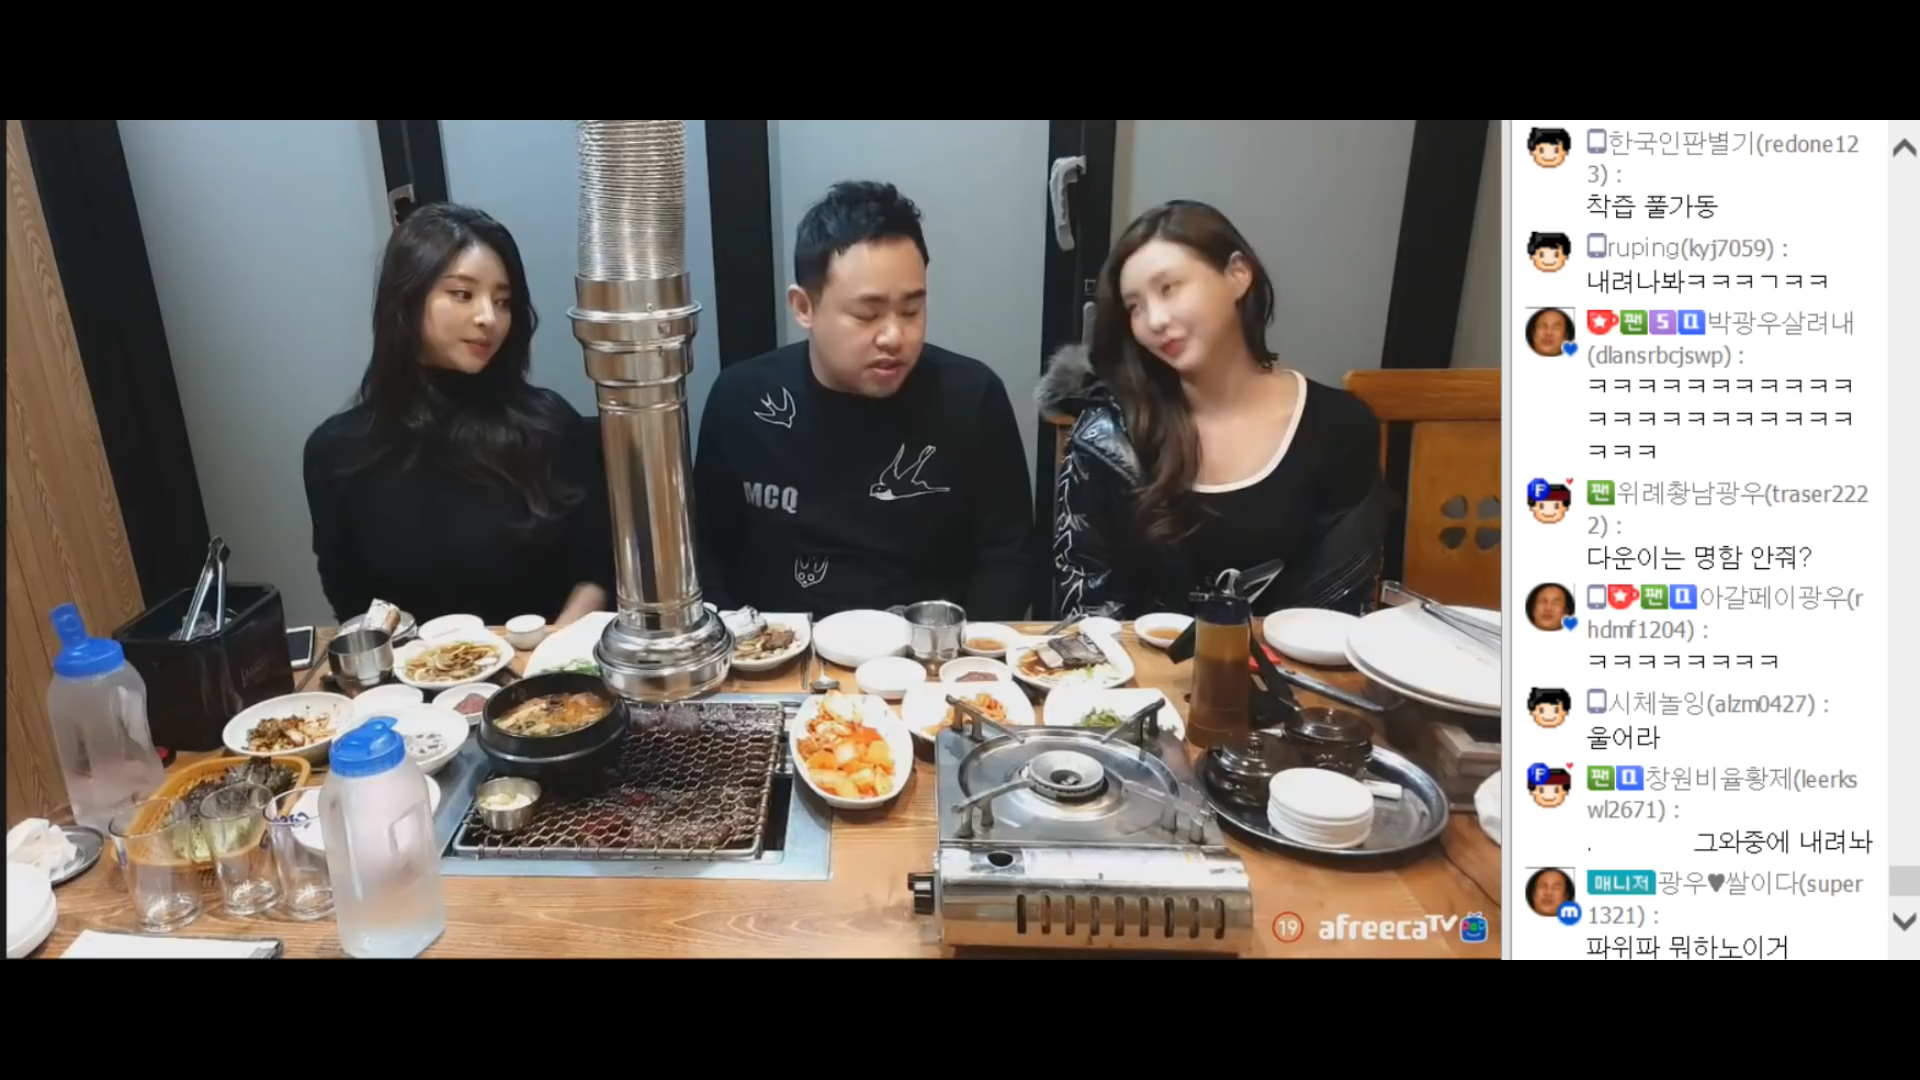 MCQ
19 afreecaTV
한국인판별기(redone12
3) :
착즙 풀가동
ruping(kyj7059) :
내려나봐ㅋㅋㅋㄱㅋㅋ
팬 S 박광우살려내
(dlansrbcjswp) :
ㅋㅋㅋㅋㅋㅋㅋㅋㅋㅋㅋ
ㅋㅋㅋㅋㅋㅋㅋㅋㅋㅋㅋ
ㅋㅋㅋ
F 팬 위례촹남광우(traser222
2) :
다운이는 명함 안줘?
팬 아갈페이광우(r
hdmf1204) :
ㅋㅋㅋㅋㅋㅋㅋㅋ
시체놀잉(alzm0427) :
울어라
F 팬 창원비율황제(leerks
wl2671) :
. 그와중에 내려놔
매니저 광우♥쌀이다(super
m 1321) :
파위파 뭐하노이거